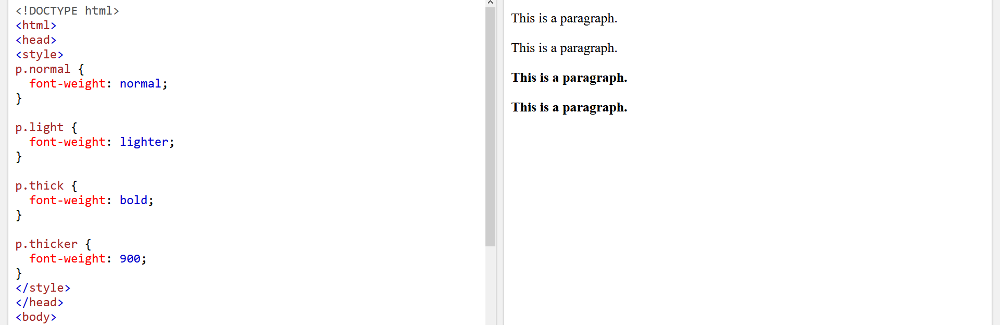 <!DOCTYPE html>
<html>
<head>
<style>
p.normal {
  font-weight: normal;
}

p.light {
  font-weight: lighter;
}

p.thick {
  font-weight: bold;
}

p.thicker {
  font-weight: 900;
}
</style>
</head>
<body>
This is a paragraph.
This is a paragraph.
This is a paragraph.
This is a paragraph.